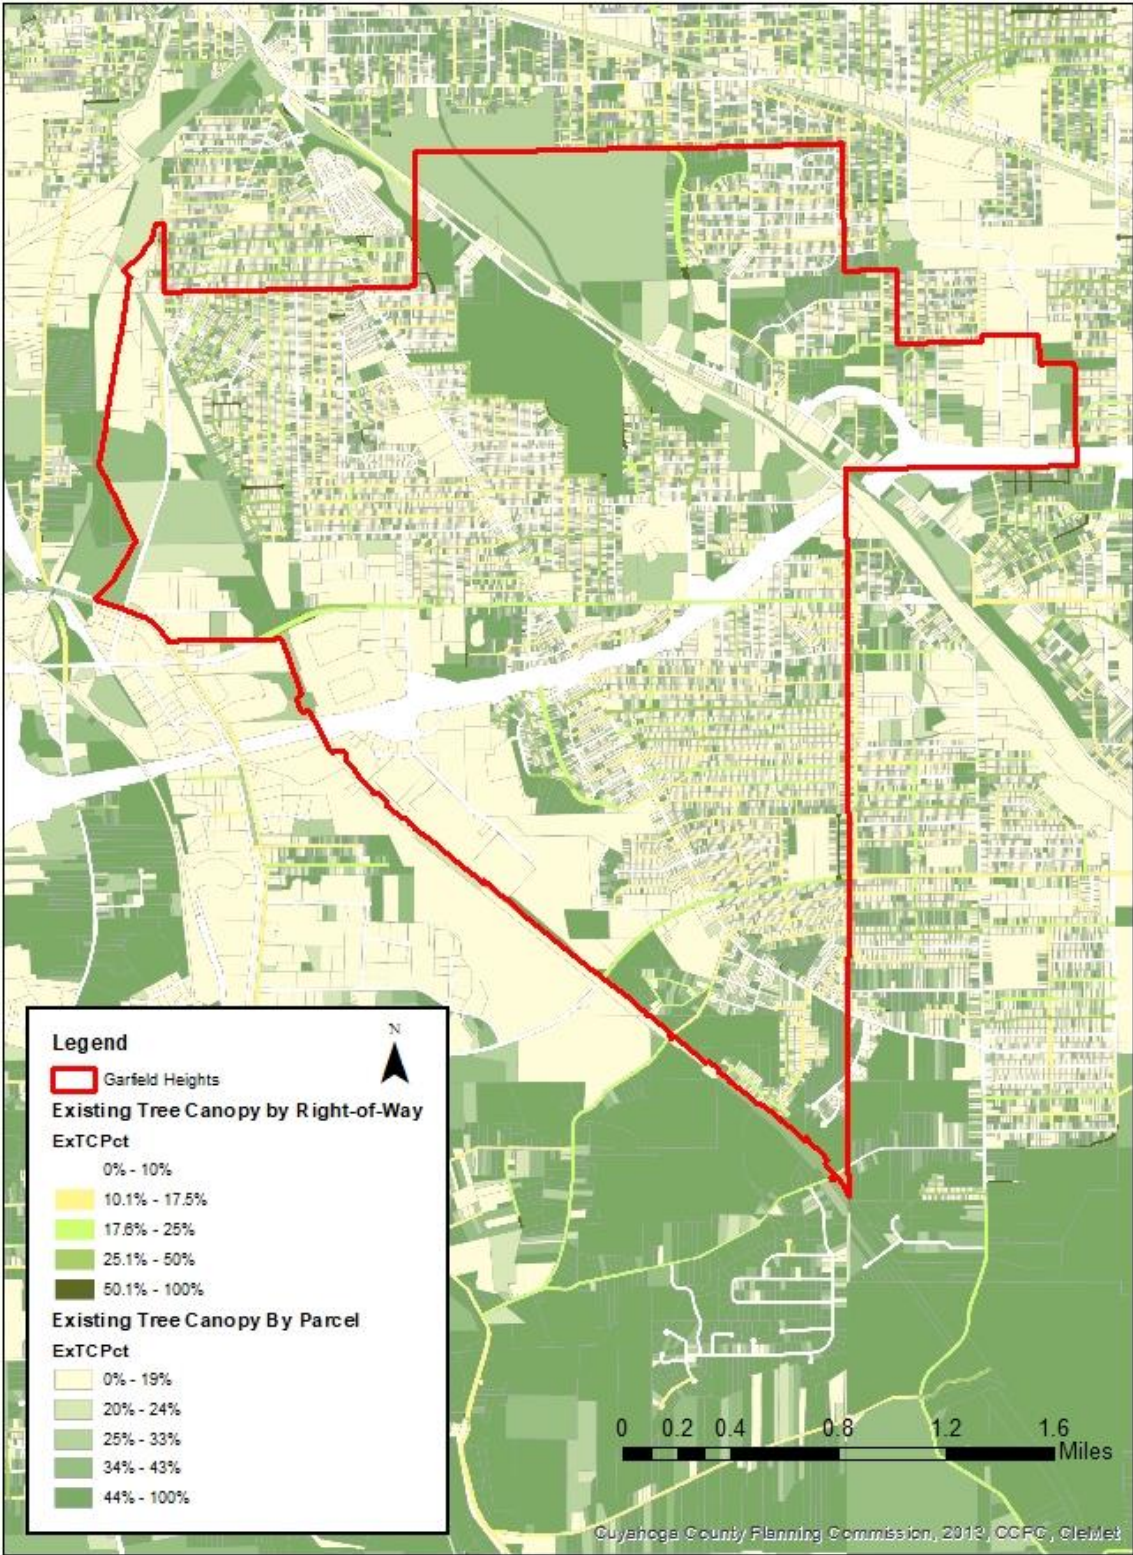 Legend
N
Garfield Heights
Existing Tree Canopy by Right-of-Way
ExTCPct
0% - 10%
10.1% - 17.5%
17.6% - 25%
25.1% - 50%
50.1% - 100%
Existing Tree Canopy By Parcel
ExTCPct
0% - 19%
20% - 24%
25% - 33%
34% - 43%
44% - 100%
0 0.2 0.4 0.8 1.2 1.6
Miles
Cuyahoga County Planning Commission, 2013, CCPC, CleMet